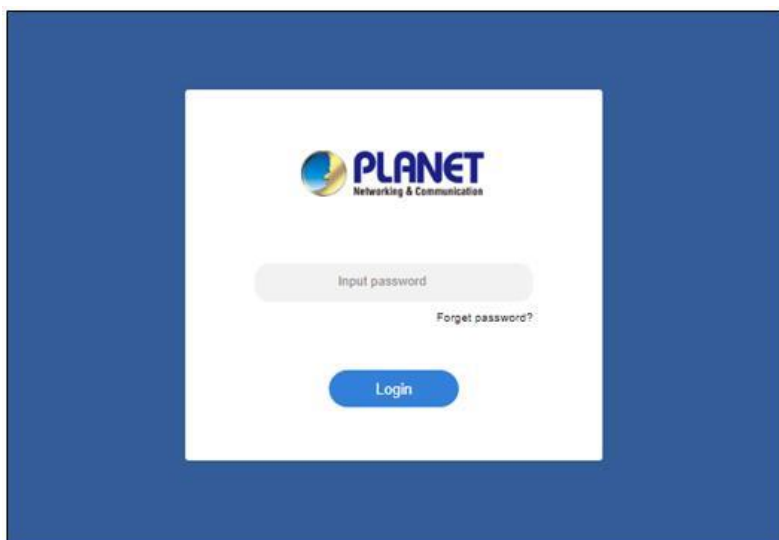 PLANET
Networking & Communication
Input password
Forget password?
Login